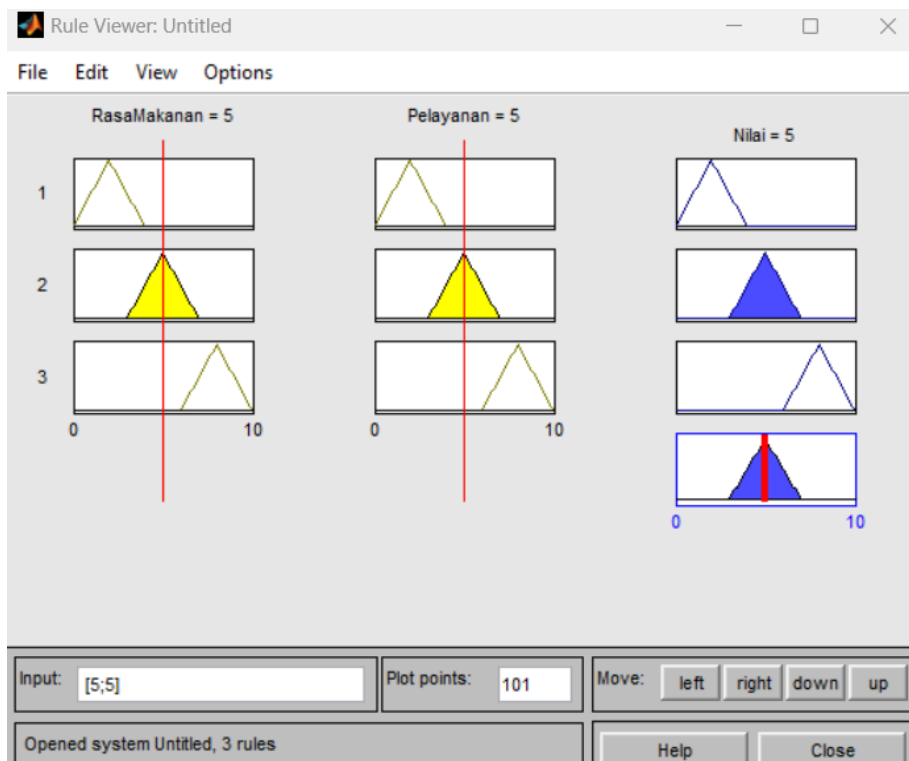 Rule Viewer: Untitled
File Edit View Options
RasaMakanan = 5
Pelayanan = 5
Nilai = 5
1
2
3
0 10
0 10
0 10
Input: [5;5]
Plot points: 101
Move: left right down up
Opened system Untitled, 3 rules
Help Close